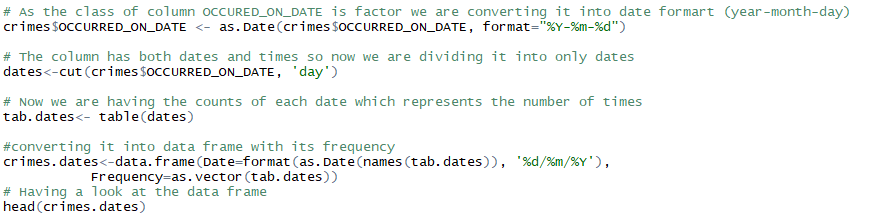 # As the class of column OCCURED_ON_DATE is factor we are converting it into date formart (year-month-day)
crimes$OCCURRED_ON_DATE <- as.Date(crimes$OCCURRED_ON_DATE, format="%Y-%m-%d")
# The column has both dates and times so now we are dividing it into only dates
dates<-cut(crimes$OCCURRED_ON_DATE, 'day')
# Now we are having the counts of each date which represents the number of times
tab.dates<- table(dates)
#converting it into data frame with its frequency
crimes.dates<-data.frame(Date=format(as.Date(names(tab.dates)), '%d/%m/%Y'),
Frequency=as.vector(tab.dates))
# Having a look at the data frame
head(crimes.dates)